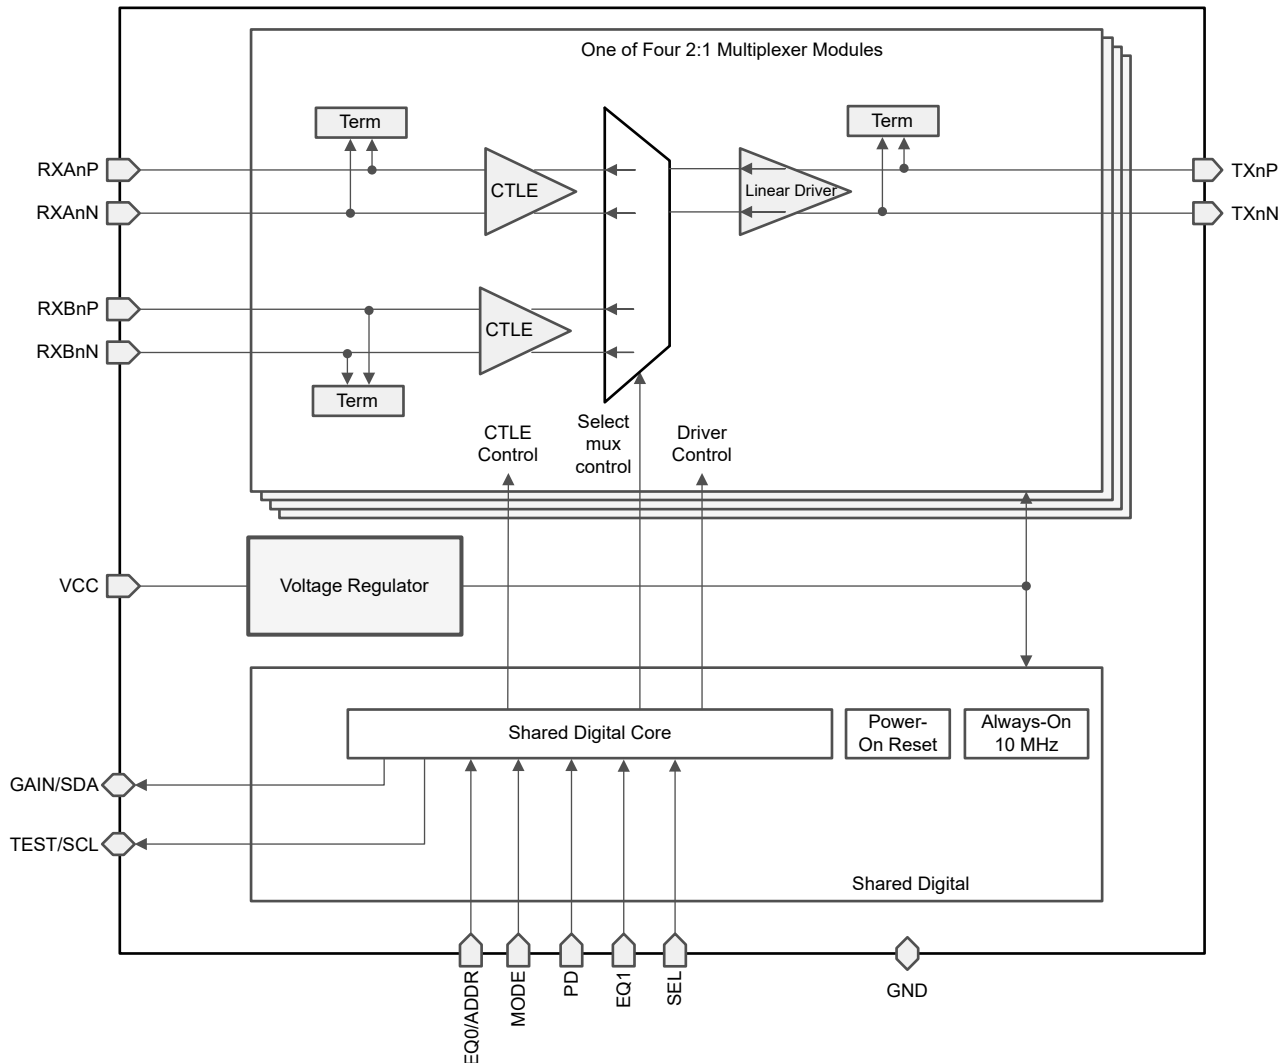 One of Four 2:1 Multiplexer Modules
Term
Term
RXAnP
CTLE
Linear Driver
TXnP
RXAnN
TXnN
RXBnP
CTLE
RXBnN
Term
CTLE
Control
Select
mux
control
Driver
Control
VCC
Voltage Regulator
Shared Digital Core
Power-
On Reset
Always-On
10 MHz
GAIN/SDA
TEST/SCL
Shared Digital
EQ0/ADDR
MODE
PD
EQ1
SEL
GND